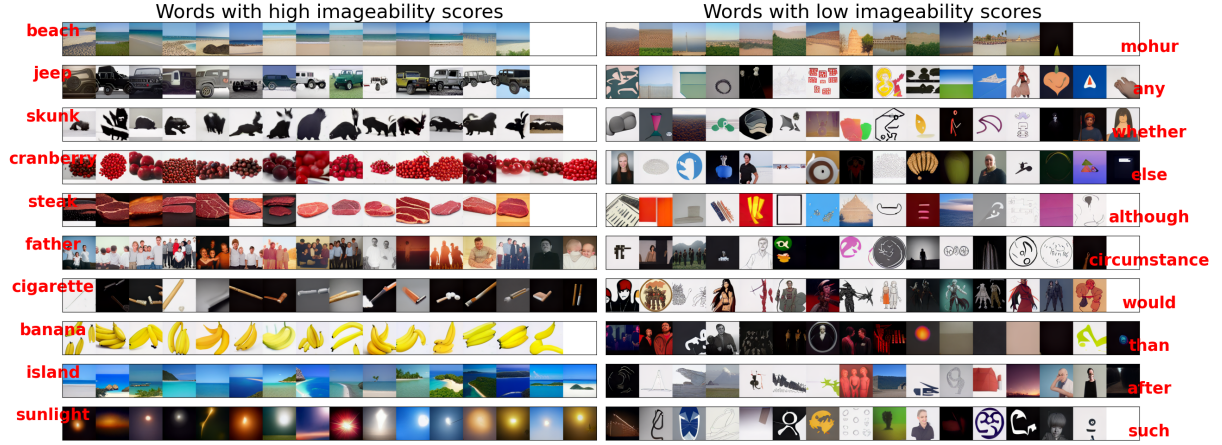 Words with high imageability scores
beach
jeep
skunk
cranberry
steak
father
cigarette
banana
island
sunlight
Words with low imageability scores
mohur
any
whether
else
although
circumstance
would
than
after
such